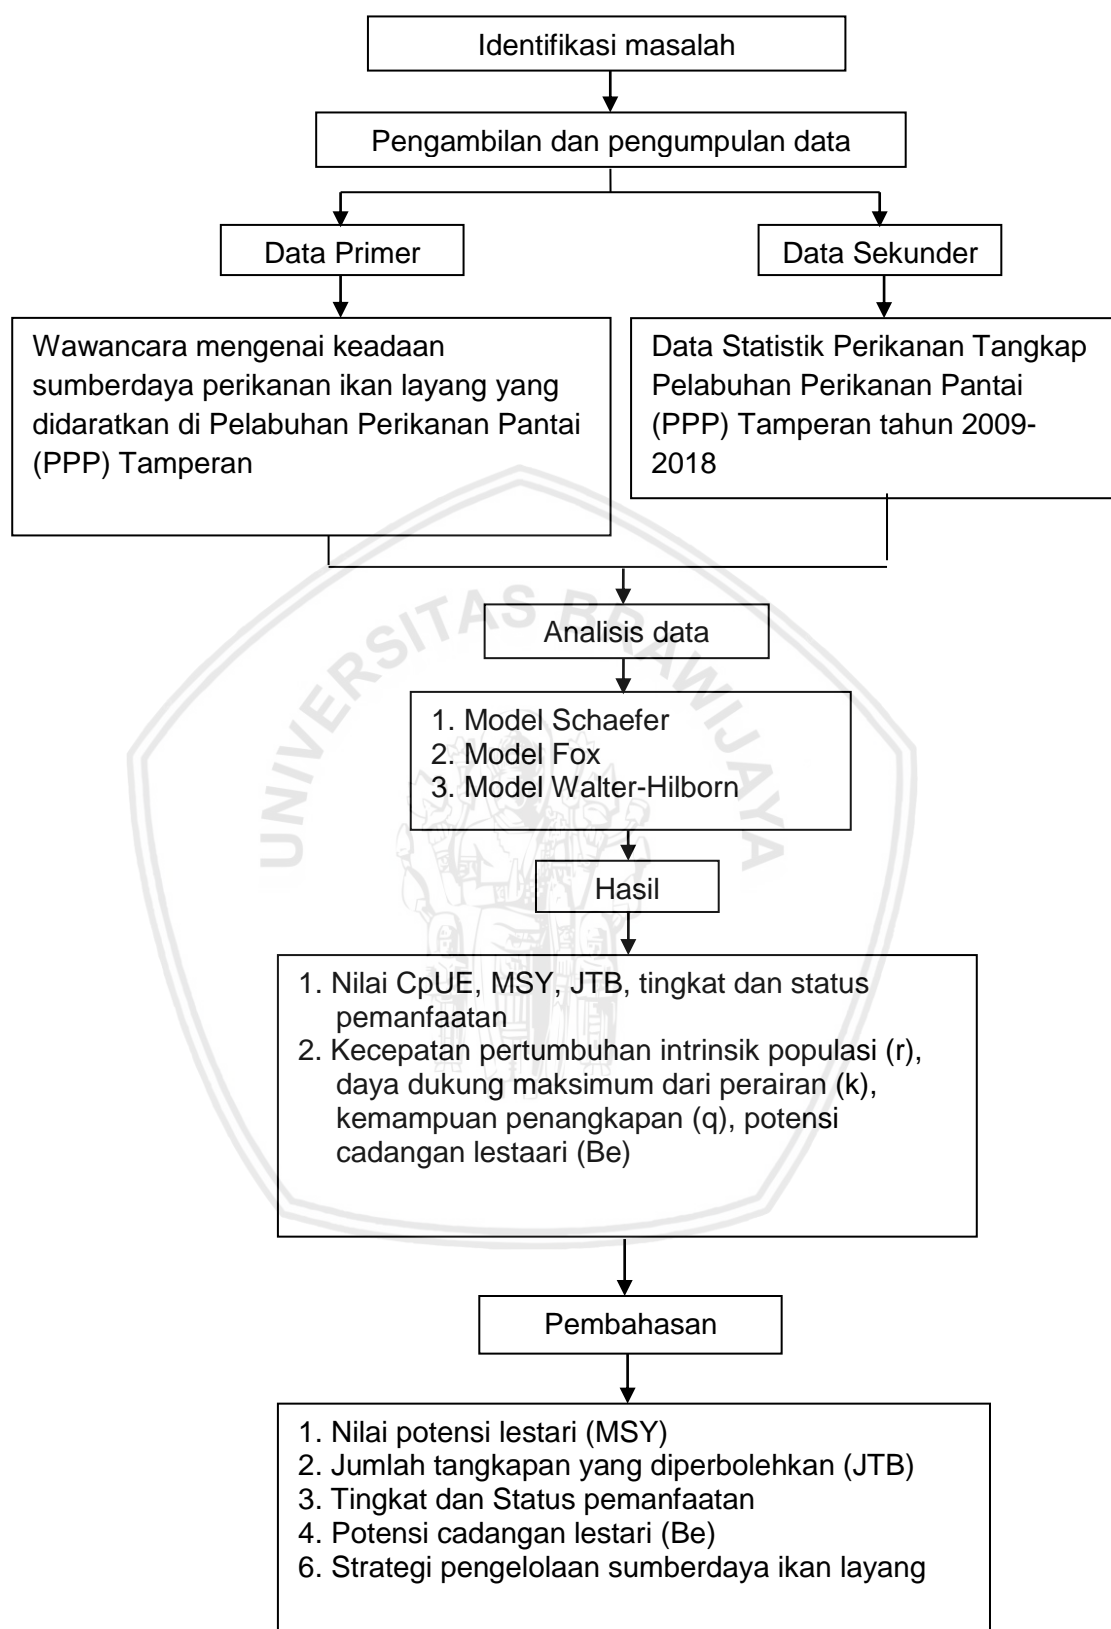 Identifikasi masalah
Pengambilan dan pengumpulan data
Data Primer
Data Sekunder
Wawancara mengenai keadaan
sumberdaya perikanan ikan layang yang
didaratkan di Pelabuhan Perikanan Pantai
(PPP) Tamperan
Data Statistik Perikanan Tangkap
Pelabuhan Perikanan Pantai
(PPP) Tamperan tahun 2009-
2018
UNIVERSITAS BRAWIJAYA
Analisis data
1. Model Schaefer
2. Model Fox
3. Model Walter-Hilborn
Hasil
1. Nilai CpUE, MSY, JTB, tingkat dan status
pemanfaatan
2. Kecepatan pertumbuhan intrinsik populasi (r),
daya dukung maksimum dari perairan (k),
kemampuan penangkapan (q), potensi
cadangan lestaari (Be)
Pembahasan
1. Nilai potensi lestari (MSY)
2. Jumlah tangkapan yang diperbolehkan (JTB)
3. Tingkat dan Status pemanfaatan
4. Potensi cadangan lestari (Be)
6. Strategi pengelolaan sumberdaya ikan layang